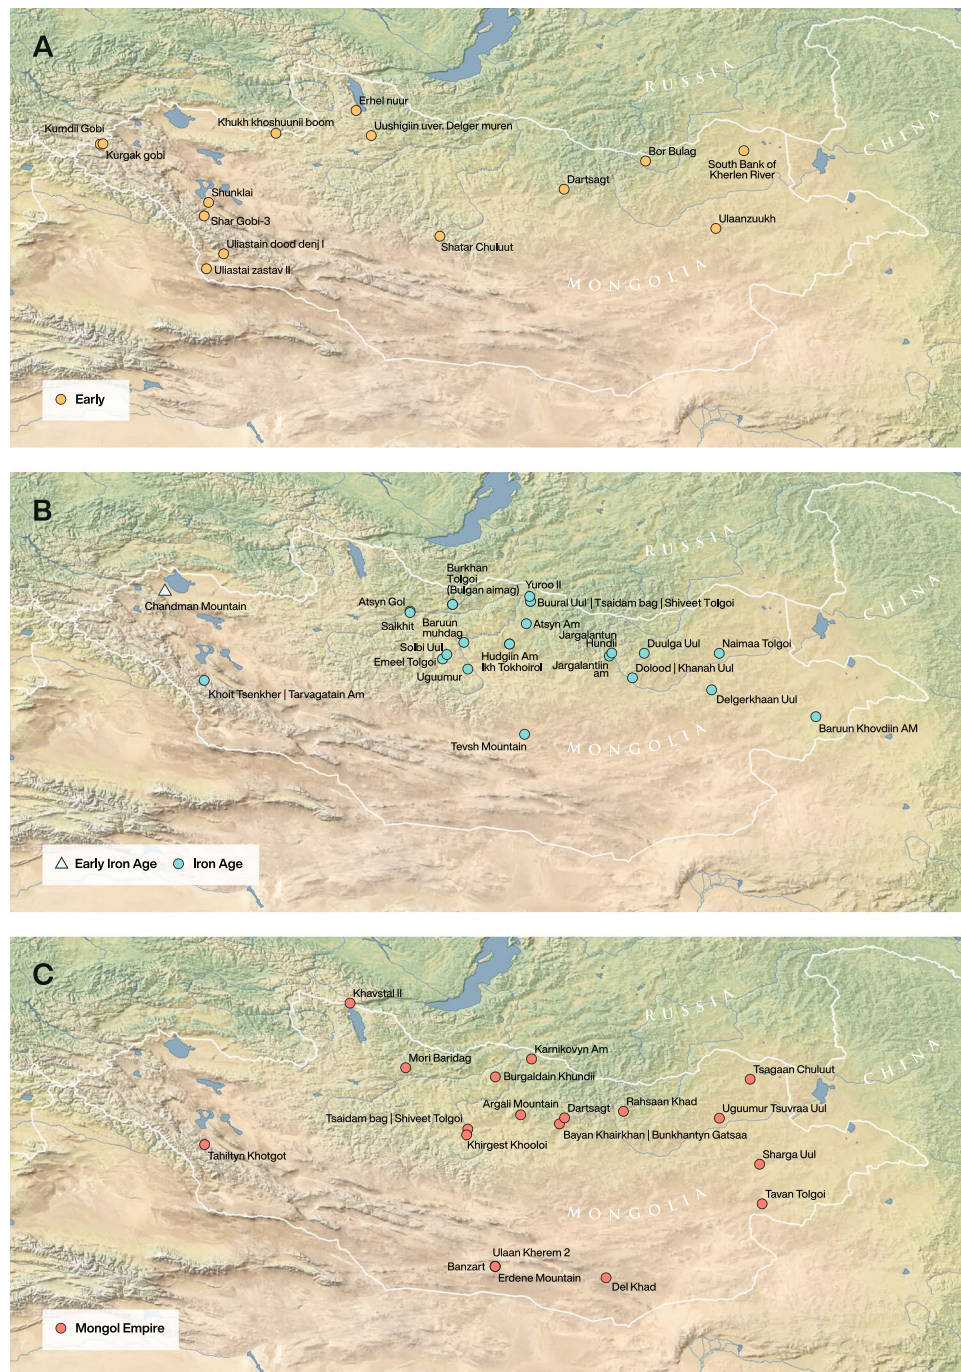 A
RUSSIA
CHINA
Erhel nuur
Khukh khoshuunii boom
Uushigiin uver, Delger muren
Kumdii Gobi
Kurgak gobi
Bor Bulag
South Bank of
Kherlen River
Dartsagt
Shunklai
Shar Gobi-3
Ulaanzuukh
Shatar Chuluut
Uliastain dood denj I
Uliastai zastav II
MONGOLIA
Early
B
RUSSIA
CHINA
Burkhan
Tolgoi
(Bulgan aimag)
Yuroo II
Chandman Mountain
Atsyn Gol
Salkhit
Buural Uul | Tsaidam bag | Shiveet Tolgoi
Baruun
muhdag
Atsyn Am
Jargalantun
Hundii
Duulga Uul
Naimaa Tolgoi
Solbi Uul
Emeel Tolgoi
Hudgiin Am
Ikh Tokhoirol
Jargalantiin
am
Dolood | Khanah Uul
Uguumur
Khoit Tsenkher | Tarvagatain Am
Delgerkhaan Uul
Baruun Khovdiin AM
Tevsh Mountain
MONGOLIA
Early Iron Age
Iron Age
C
RUSSIA
CHINA
Khavstal II
Mori Baridag
Karnikovyn Am
Burgaldain Khundii
Tsagaan Chuluut
Argali Mountain
Dartsagt
Rahsaan Khad
Uguumur Tsuvraa Uul
Tsaidam bag | Shiveet Tolgoi
Bayan Khairkhan | Bunkhantyn Gatsaa
Khirgest Khooloi
Tahiltyn Khotgot
Sharga Uul
Tavan Tolgoi
MONGOLIA
Ulaan Kherem 2
Banzart
Erdene Mountain
Del Khad
Mongol Empire